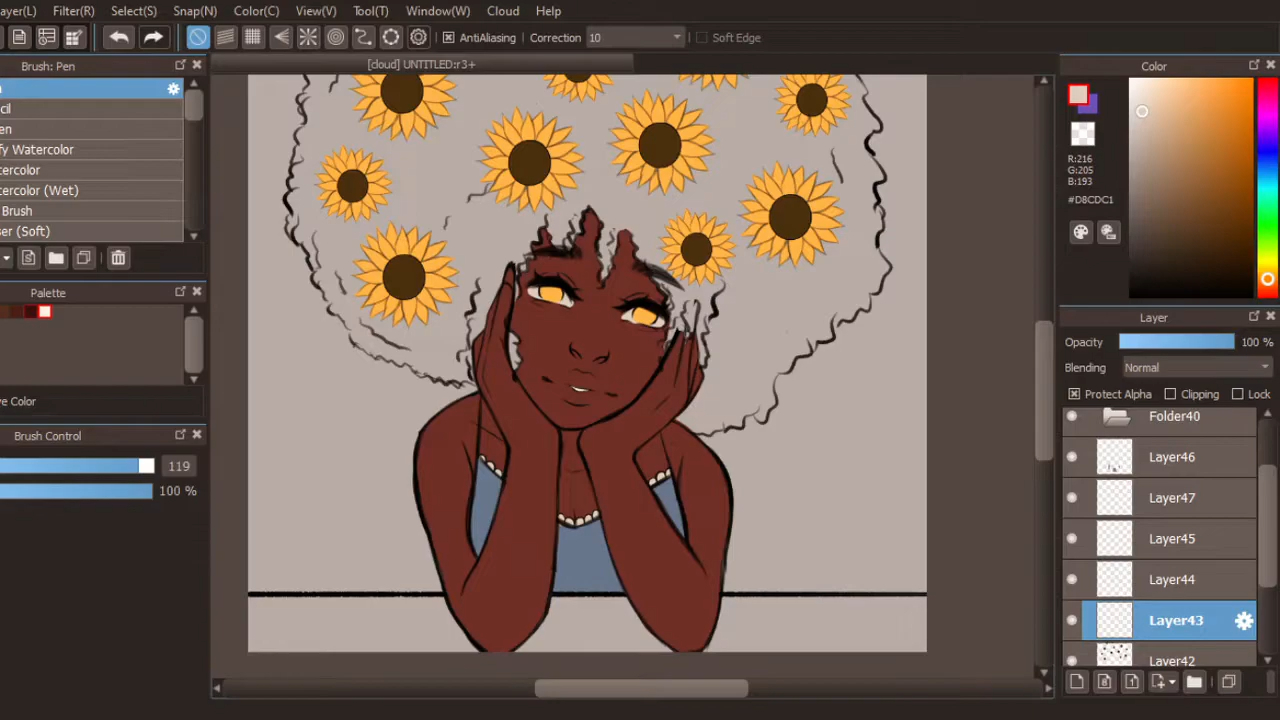 ayer(L) Filter(R) Select(S) Snap(N) Color(C) View(V) Tool(T) Window(W) Cloud Help
AntiAliasing Correction 10 Soft Edge
Brush: Pen
[cloud] UNTITLED:r3+
Color
cil
en
fy Watercolor
tercolor
tercolor (Wet)
Brush
ser (Soft)
R:216
G:205
B:193
#D8CDC1
Palette
ve Color
Brush Control
119
100 %
Layer
Opacity 100 %
Blending Normal
Protect Alpha Clipping Lock
Folder40
Layer46
Layer47
Layer45
Layer44
Layer43
Layer42